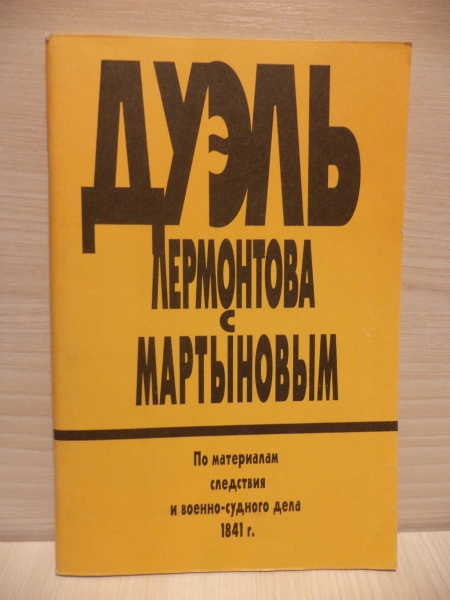 ДУЭЛЬ
ЛЕРМОНТОВА
С
МАРТЫНОВЫМ
По материалам
следствия
и военно-судного дела
1841 г.